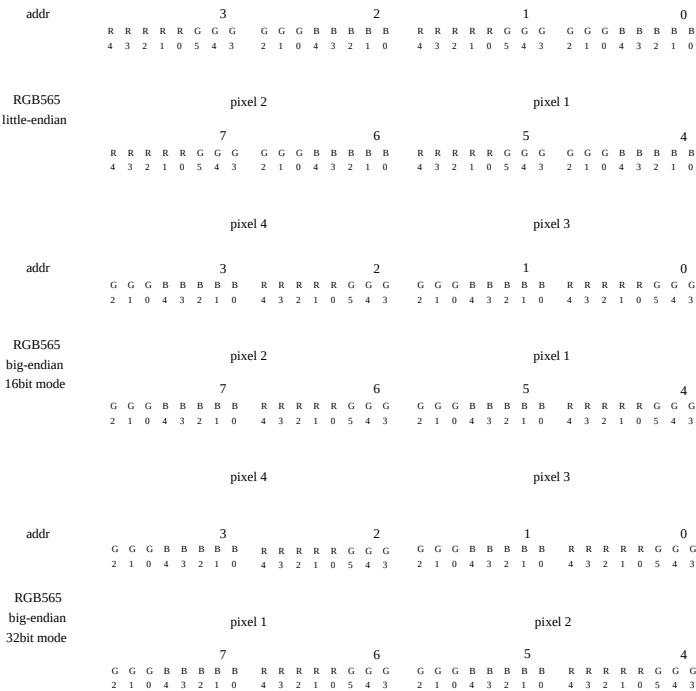 addr 3 2 1 0
R R R R R G G G G G G B B B B B R R R R R G G G G G G B B B B B
4 3 2 1 0 5 4 3 2 1 0 4 3 2 1 0 4 3 2 1 0 5 4 3 2 1 0 4 3 2 1 0
RGB565
little-endian
pixel 2 pixel 1
7 6 5 4
R R R R R G G G G G G B B B B B R R R R R G G G G G G B B B B B
4 3 2 1 0 5 4 3 2 1 0 4 3 2 1 0 4 3 2 1 0 5 4 3 2 1 0 4 3 2 1 0
pixel 4 pixel 3
addr 3 2 1 0
G G G B B B B B R R R R R G G G G G G B B B B B R R R R R G G G
2 1 0 4 3 2 1 0 4 3 2 1 0 5 4 3 2 1 0 4 3 2 1 0 4 3 2 1 0 5 4 3
RGB565
big-endian
16bit mode
pixel 2 pixel 1
7 6 5 4
G G G B B B B B R R R R R G G G G G G B B B B B R R R R R G G G
2 1 0 4 3 2 1 0 4 3 2 1 0 5 4 3 2 1 0 4 3 2 1 0 4 3 2 1 0 5 4 3
pixel 4 pixel 3
addr 3 2 1 0
G G G B B B B B R R R R R G G G G G G B B B B B R R R R R G G G
2 1 0 4 3 2 1 0 4 3 2 1 0 5 4 3 2 1 0 4 3 2 1 0 4 3 2 1 0 5 4 3
RGB565
big-endian
32bit mode
pixel 1 pixel 2
7 6 5 4
G G G B B B B B R R R R R G G G G G G B B B B B R R R R R G G G
2 1 0 4 3 2 1 0 4 3 2 1 0 5 4 3 2 1 0 4 3 2 1 0 4 3 2 1 0 5 4 3